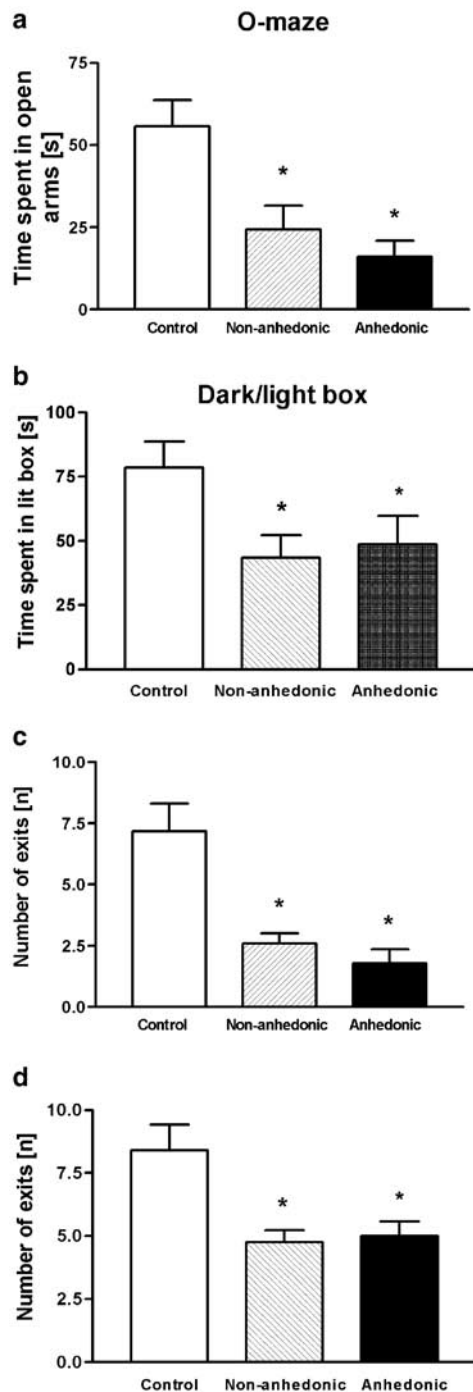 a
O-maze
Time spent in open
arms [s]
75
50
25
0
*
*
Control Non-anhedonic Anhedonic
b
Dark/light box
Time spent in lit box [s]
100
75
50
25
0
*
*
Control Non-anhedonic Anhedonic
c
Number of exits [n]
10.0
7.5
5.0
2.5
0.0
*
*
Control Non-anhedonic Anhedonic
d
Number of exits [n]
10.0
7.5
5.0
2.5
0.0
*
*
Control Non-anhedonic Anhedonic